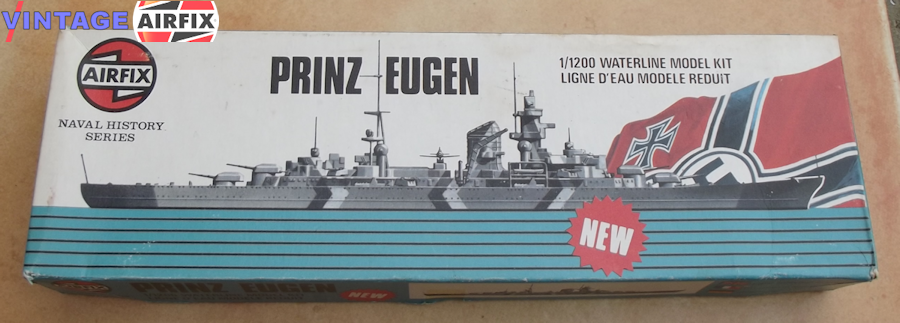 VINTAGE AIRFIX
AIRFIX
NAVAL HISTORY
SERIES
PRINZ EUGEN
1/1200 WATERLINE MODEL KIT
LIGNE D'EAU MODELE REDUIT
NEW
PRINZ EUGEN
NEW